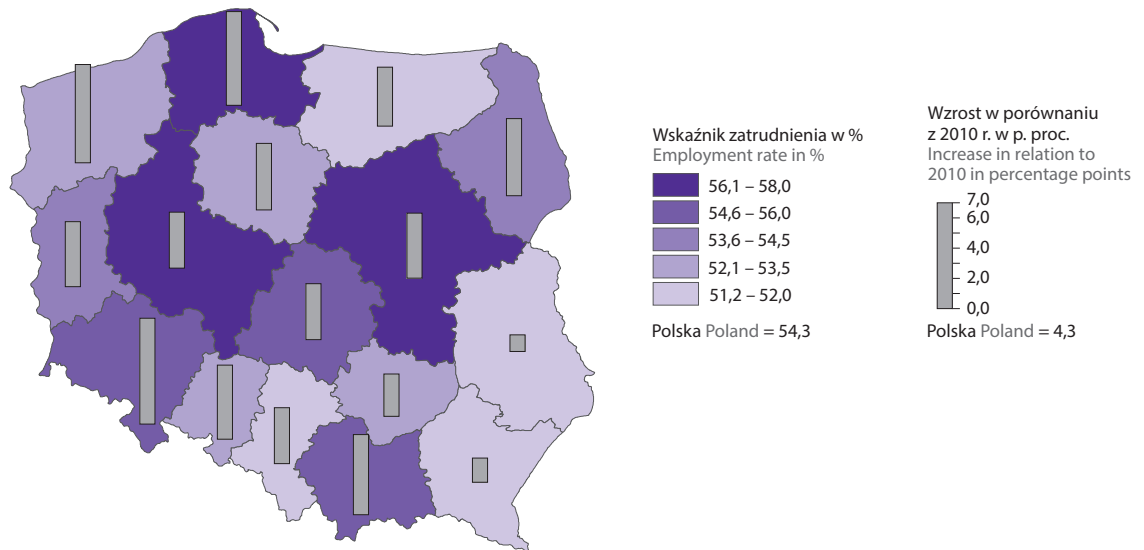 Wskaźnik zatrudnienia w %
Employment rate in %
56,1 – 58,0
54,6 – 56,0
53,6 – 54,5
52,1 – 53,5
51,2 – 52,0
Polska Poland = 54,3
Wzrost w porównaniu
z 2010 r. w p. proc.
Increase in relation to
2010 in percentage points
7,0
6,0
4,0
2,0
0,0
Polska Poland = 4,3